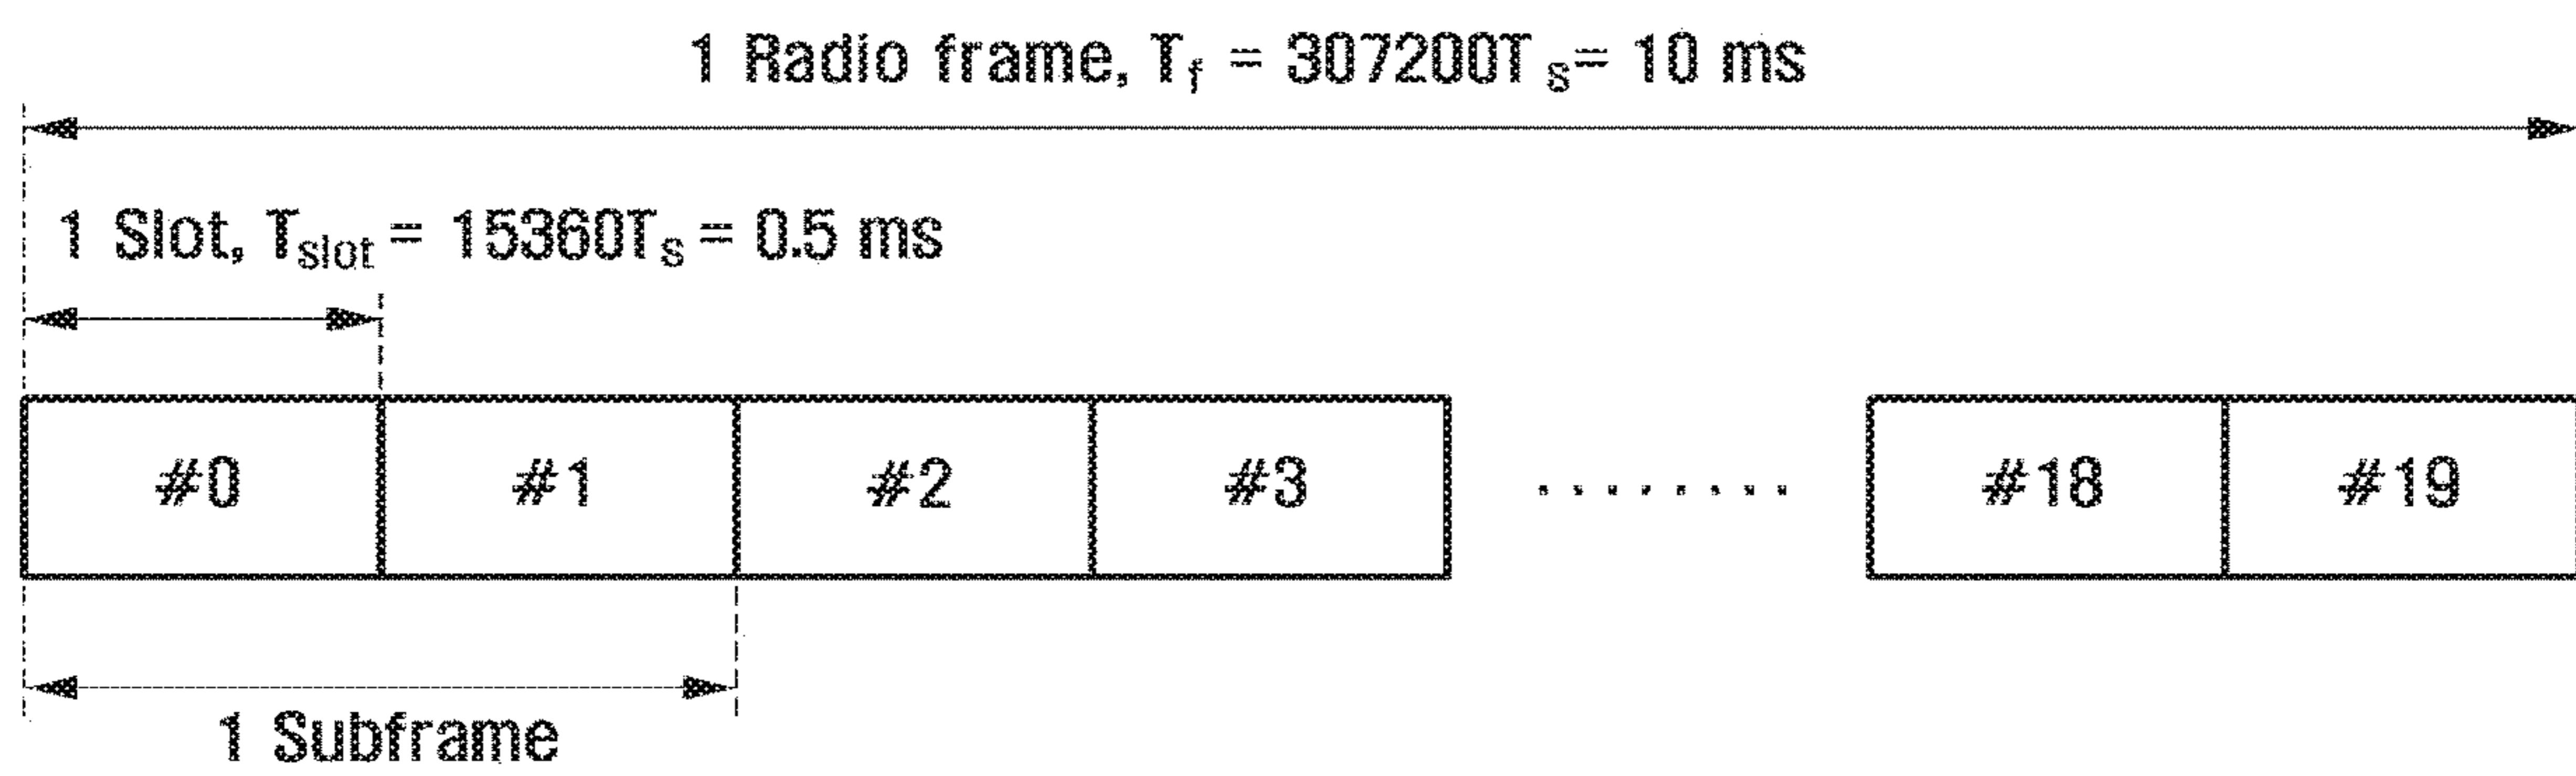 1 Radio frame, Tf = 307200Ts = 10 ms
1 Slot, Tslot = 15360Ts = 0.5 ms
#0 #1 #2 #3 ........ #18 #19
1 Subframe